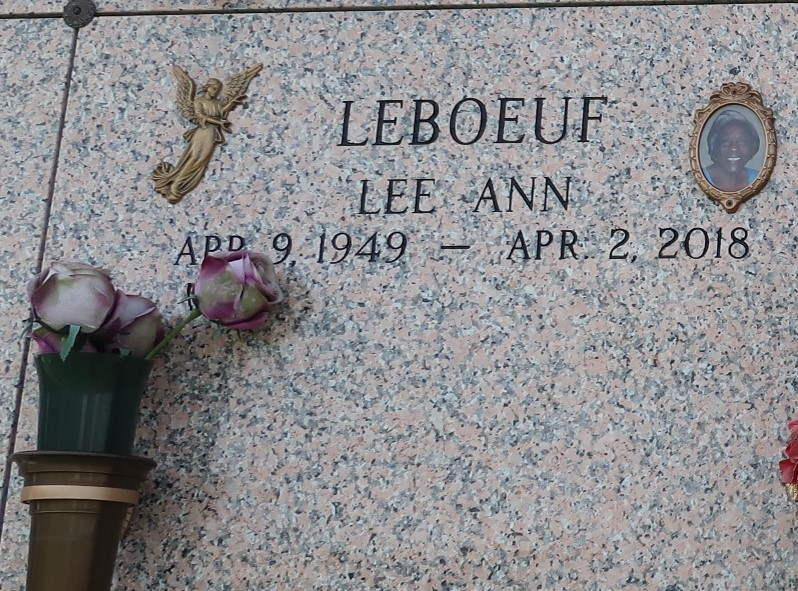 LEBOEUF
LEE ANN
APR. 9, 1949 — APR. 2, 2018